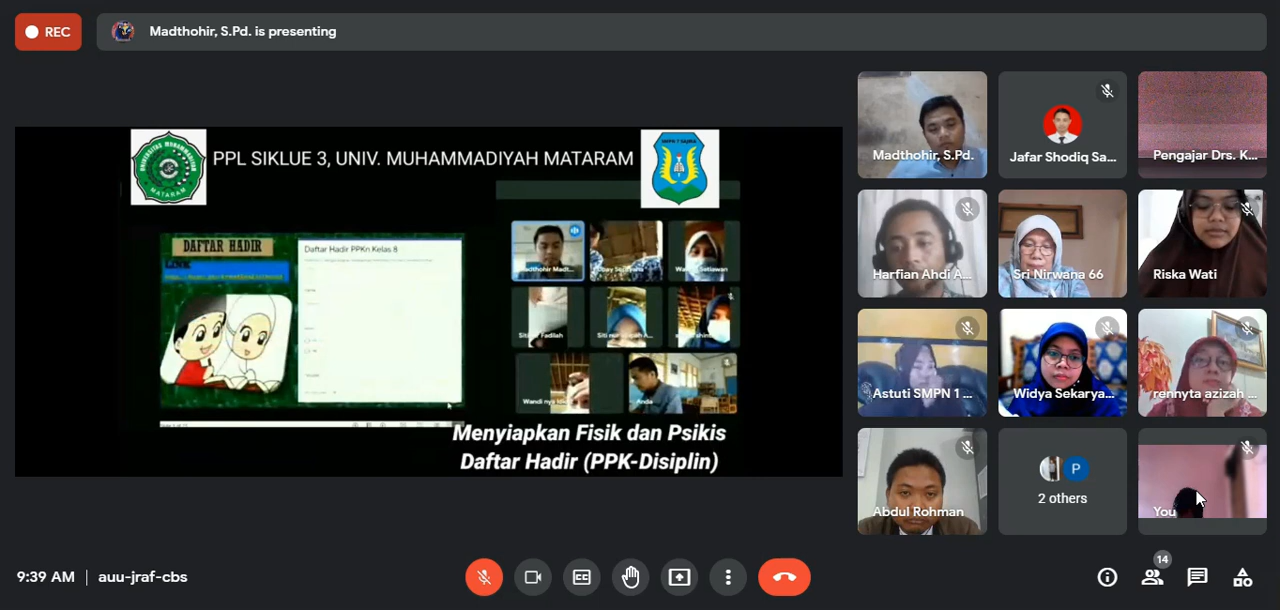 REC
Madthohir, S.Pd. is presenting
PPL SIKLUE 3, UNIV. MUHAMMADIYAH MATARAM
DAFTAR HADIR
LINK
Daftar Hadir PPKn Kelas 8
Menyiapkan Fisik dan Psikis
Daftar Hadir (PPK-Disiplin)
Madthohir, S.Pd.
Jafar Shodiq Sa...
Pengajar Drs. K...
Harfian Ahdi A...
Sri Nirwana 66
Riska Wati
Astuti SMPN 1 ...
Widya Sekarya...
rennyta azizah ...
Abdul Rohman
P
2 others
You
9:39 AM
auu-jraf-cbs
14